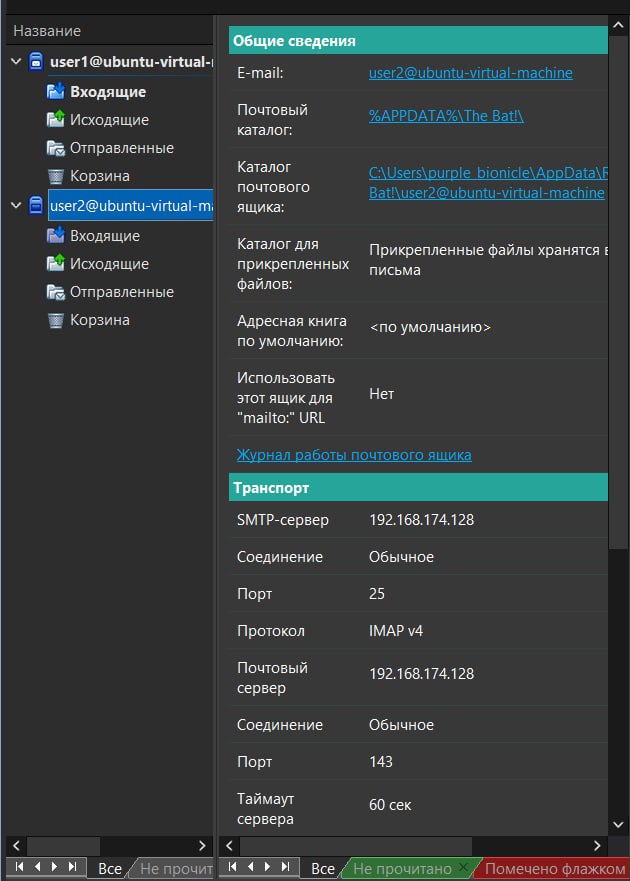 Название
user1@ubuntu-virtual-
Входящие
Исходящие
Отправленные
Корзина
user2@ubuntu-virtual-ma
Входящие
Исходящие
Отправленные
Корзина
Общие сведения
E-mail: user2@ubuntu-virtual-machine
Почтовый
каталог: %APPDATA%\The Bat!\
Каталог
почтового
ящика:
C:\Users\purple_bionicle\AppData\R
Bat!\user2@ubuntu-virtual-machine
Каталог для
прикрепленных
файлов:
Прикрепленные файлы хранятся в
письма
Адресная книга
по умолчанию:
<по умолчанию>
Использовать
этот ящик для
"mailto:" URL
Нет
Журнал работы почтового ящика
Транспорт
SMTP-сервер 192.168.174.128
Соединение Обычное
Порт 25
Протокол IMAP v4
Почтовый
сервер
192.168.174.128
Соединение Обычное
Порт 143
Таймаут
сервера
60 сек
Все Не прочит
Все Не прочитано Помечено флажком